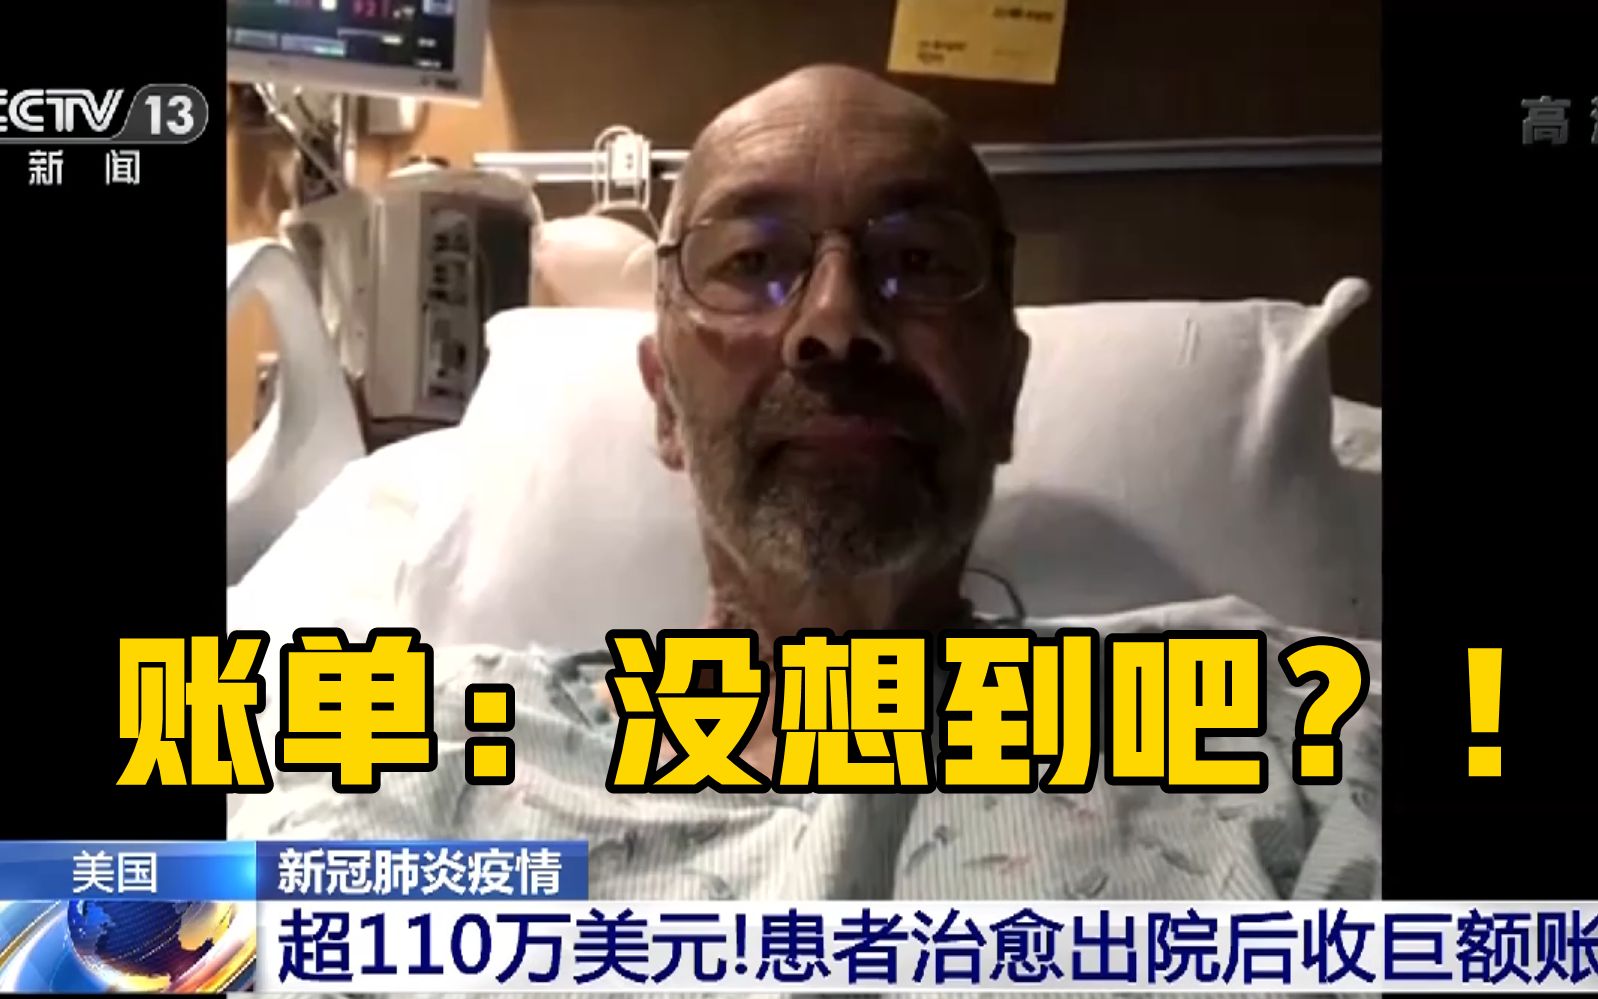 CCTV 13
新闻
高
账单：没想到吧？！
美国
新冠肺炎疫情
超110万美元!患者治愈出院后收巨额账